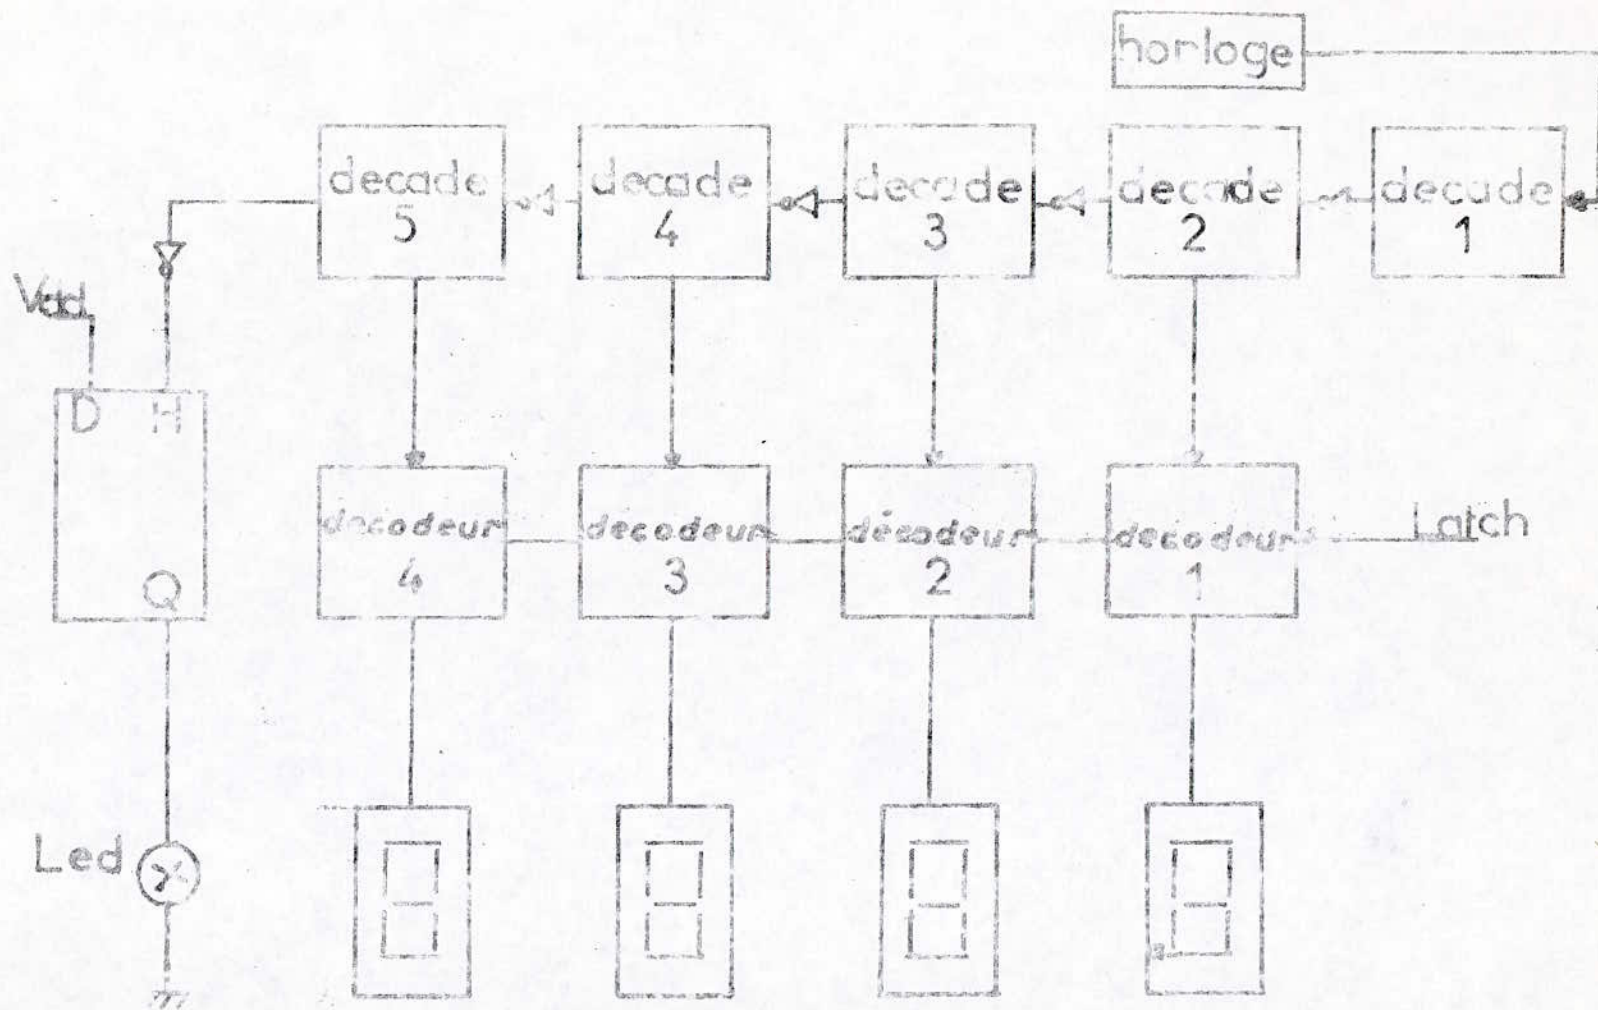 horloge
decade 5
decade 4
decade 3
decade 2
decade 1
Vdd
D H
Q
decodeur 4
decodeur 3
décodeur 2
decodeur 1
Latch
Led